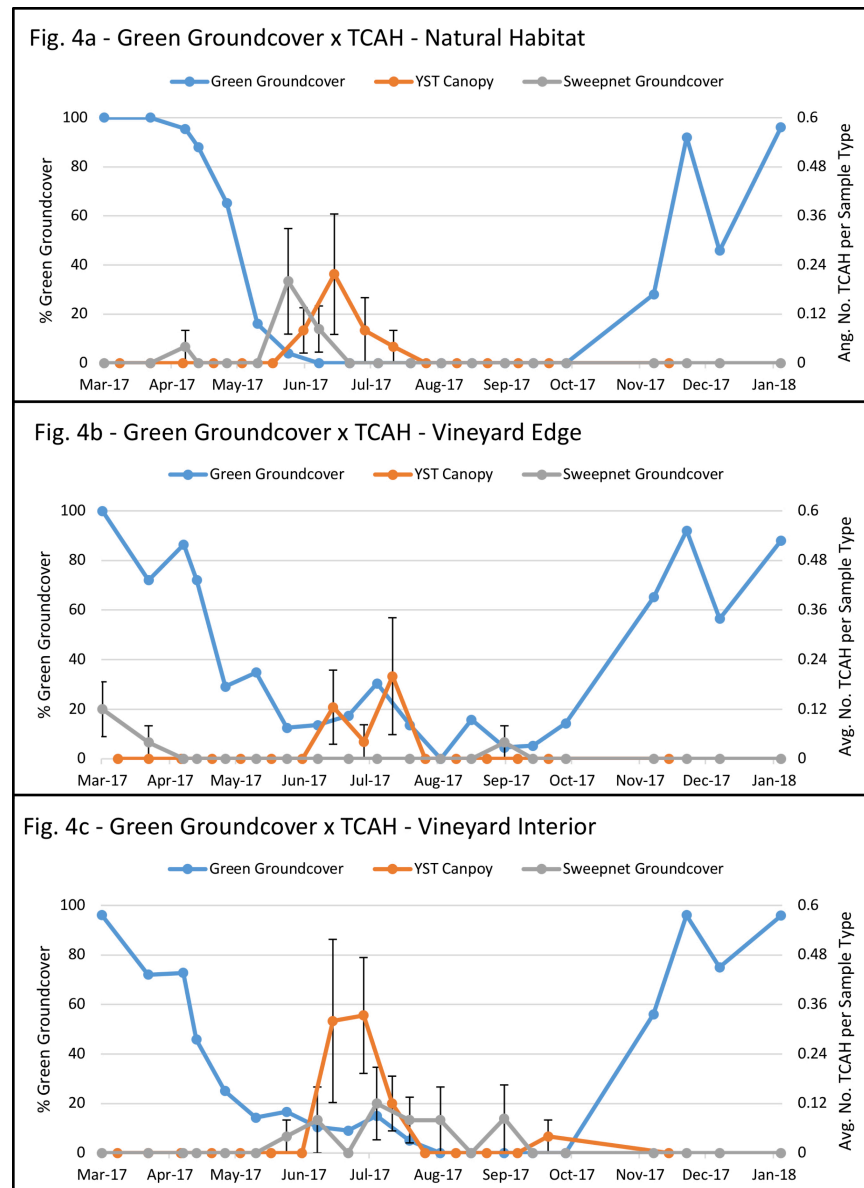 Fig. 4a - Green Groundcover x TCAH - Natural Habitat
Green Groundcover YST Canopy Sweepnet Groundcover
% Green Groundcover
100
80
60
40
20
0
0.6
0.48
0.36
0.24
0.12
0
Ang. No. TCAH per Sample Type
Mar-17 Apr-17 May-17 Jun-17 Jul-17 Aug-17 Sep-17 Oct-17 Nov-17 Dec-17 Jan-18
Fig. 4b - Green Groundcover x TCAH - Vineyard Edge
Green Groundcover YST Canopy Sweepnet Groundcover
% Green Groundcover
100
80
60
40
20
0
0.6
0.48
0.36
0.24
0.12
0
Avg. No. TCAH per Sample Type
Mar-17 Apr-17 May-17 Jun-17 Jul-17 Aug-17 Sep-17 Oct-17 Nov-17 Dec-17 Jan-18
Fig. 4c - Green Groundcover x TCAH - Vineyard Interior
Green Groundcover YST Canpoy Sweepnet Groundcover
% Green Groundcover
100
80
60
40
20
0
0.6
0.48
0.36
0.24
0.12
0
Avg. No. TCAH per Sample Type
Mar-17 Apr-17 May-17 Jun-17 Jul-17 Aug-17 Sep-17 Oct-17 Nov-17 Dec-17 Jan-18